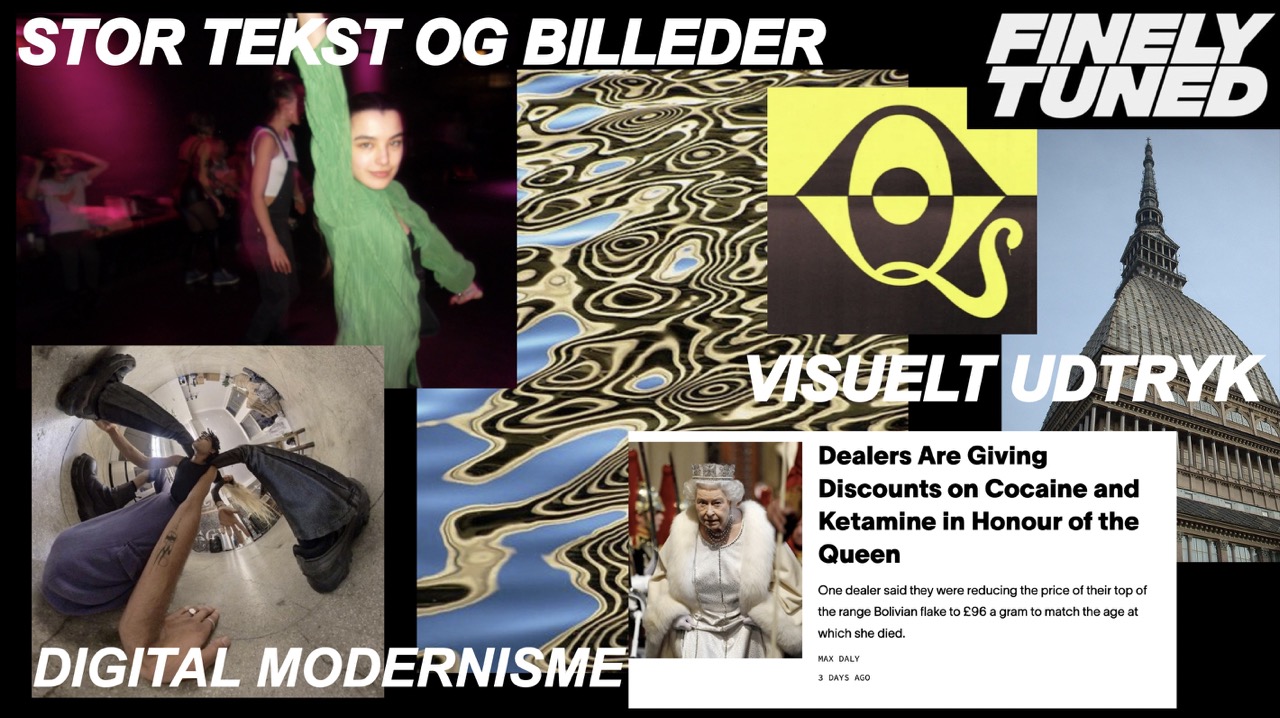 STOR TEKST OG BILLEDER
FINELY
TUNED
QS
VISUELT UDTRYK
Dealers Are Giving
Discounts on Cocaine and
Ketamine in Honour of the
Queen
One dealer said they were reducing the price of their top of
the range Bolivian flake to £96 a gram to match the age at
which she died.
MAX DALY
3 DAYS AGO
DIGITAL MODERNISME